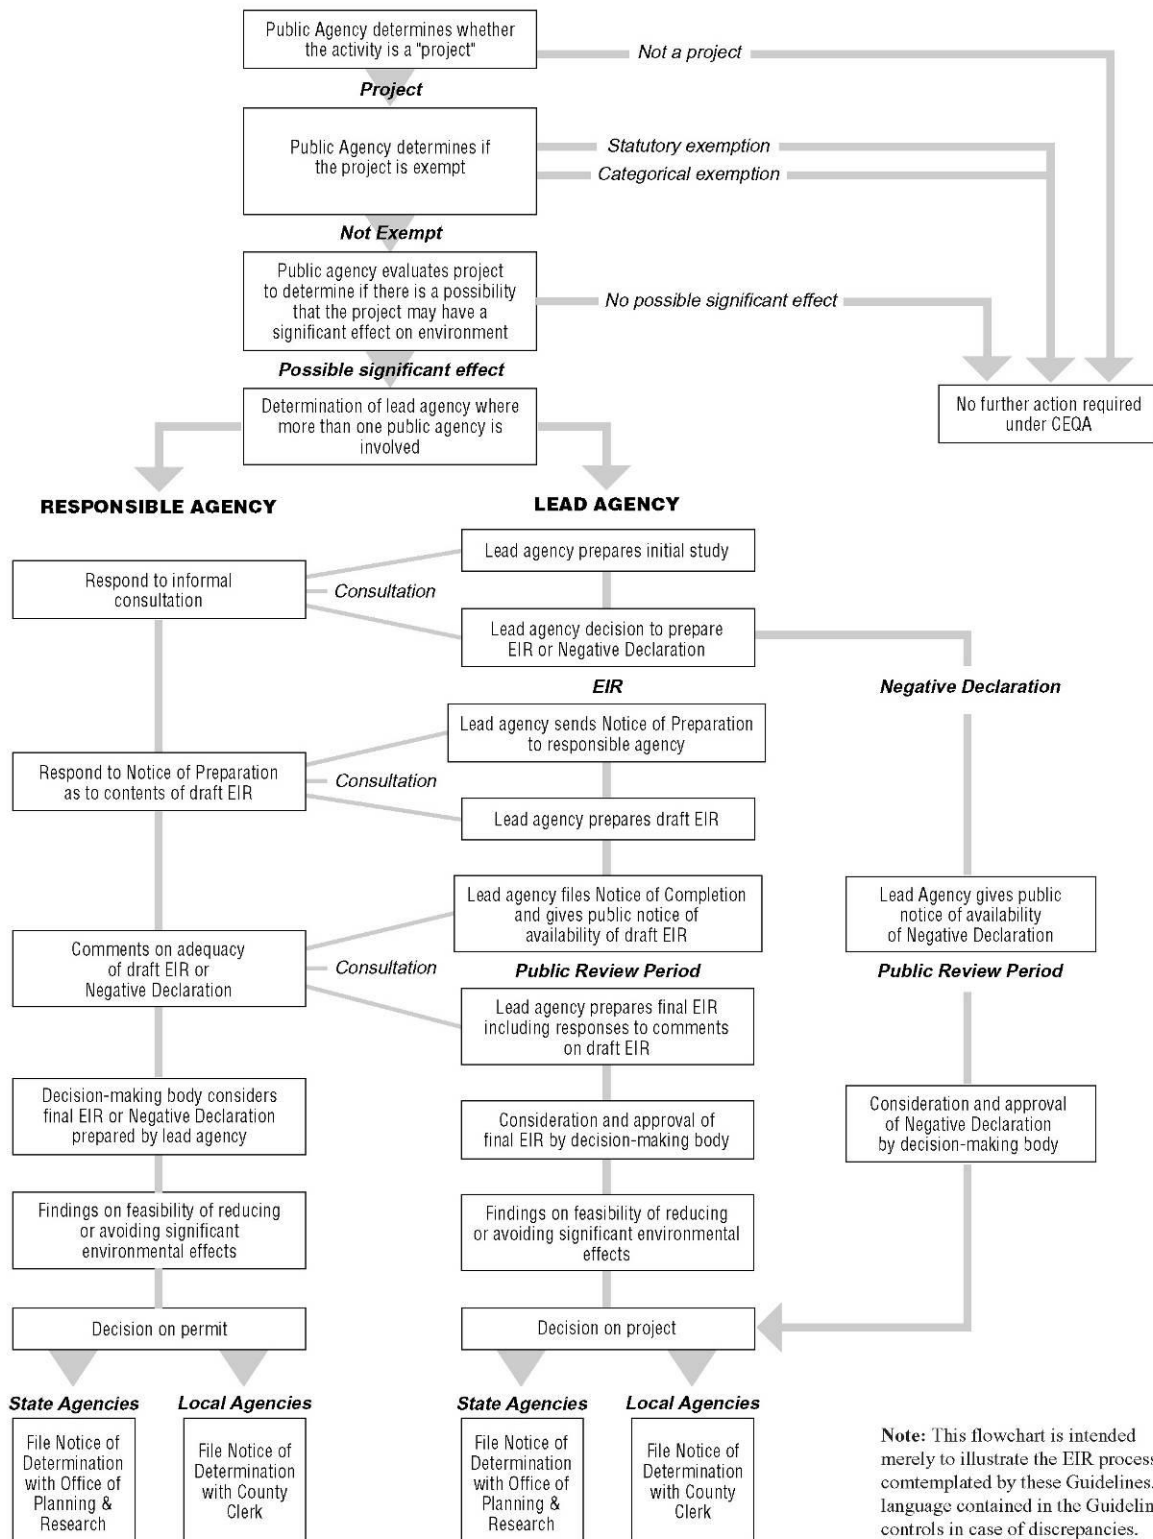 Public Agency determines whether
the activity is a "project"
Not a project
Project
Public Agency determines if
the project is exempt
Statutory exemption
Categorical exemption
Not Exempt
Public agency evaluates project
to determine if there is a possibility
that the project may have a
significant effect on environment
No possible significant effect
Possible significant effect
Determination of lead agency where
more than one public agency is
involved
No further action required
under CEQA
RESPONSIBLE AGENCY
LEAD AGENCY
Respond to informal
consultation
Consultation
Lead agency prepares initial study
Lead agency decision to prepare
EIR or Negative Declaration
EIR
Negative Declaration
Lead agency sends Notice of Preparation
to responsible agency
Respond to Notice of Preparation
as to contents of draft EIR
Consultation
Lead agency prepares draft EIR
Lead agency files Notice of Completion
and gives public notice of
availability of draft EIR
Lead Agency gives public
notice of availability
of Negative Declaration
Comments on adequacy
of draft EIR or
Negative Declaration
Consultation
Public Review Period
Public Review Period
Lead agency prepares final EIR
including responses to comments
on draft EIR
Decision-making body considers
final EIR or Negative Declaration
prepared by lead agency
Consideration and approval of
final EIR by decision-making body
Consideration and approval
of Negative Declaration
by decision-making body
Findings on feasibility of reducing
or avoiding significant
environmental effects
Findings on feasibility of reducing
or avoiding significant environmental
effects
Decision on permit
Decision on project
State Agencies
Local Agencies
State Agencies
Local Agencies
File Notice of
Determination
with Office of
Planning &
Research
File Notice of
Determination
with County
Clerk
File Notice of
Determination
with Office of
Planning &
Research
File Notice of
Determination
with County
Clerk
Note: This flowchart is intended
merely to illustrate the EIR process
comtemplated by these Guidelines.
language contained in the
controls in case of discrepancies.